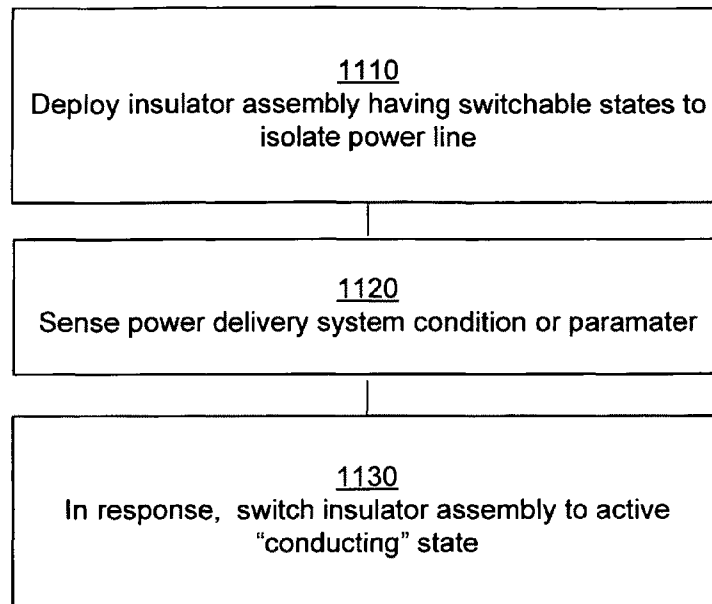 1110
Deploy insulator assembly having switchable states to
isolate power line
1120
Sense power delivery system condition or paramater
1130
In response, switch insulator assembly to active
“conducting” state